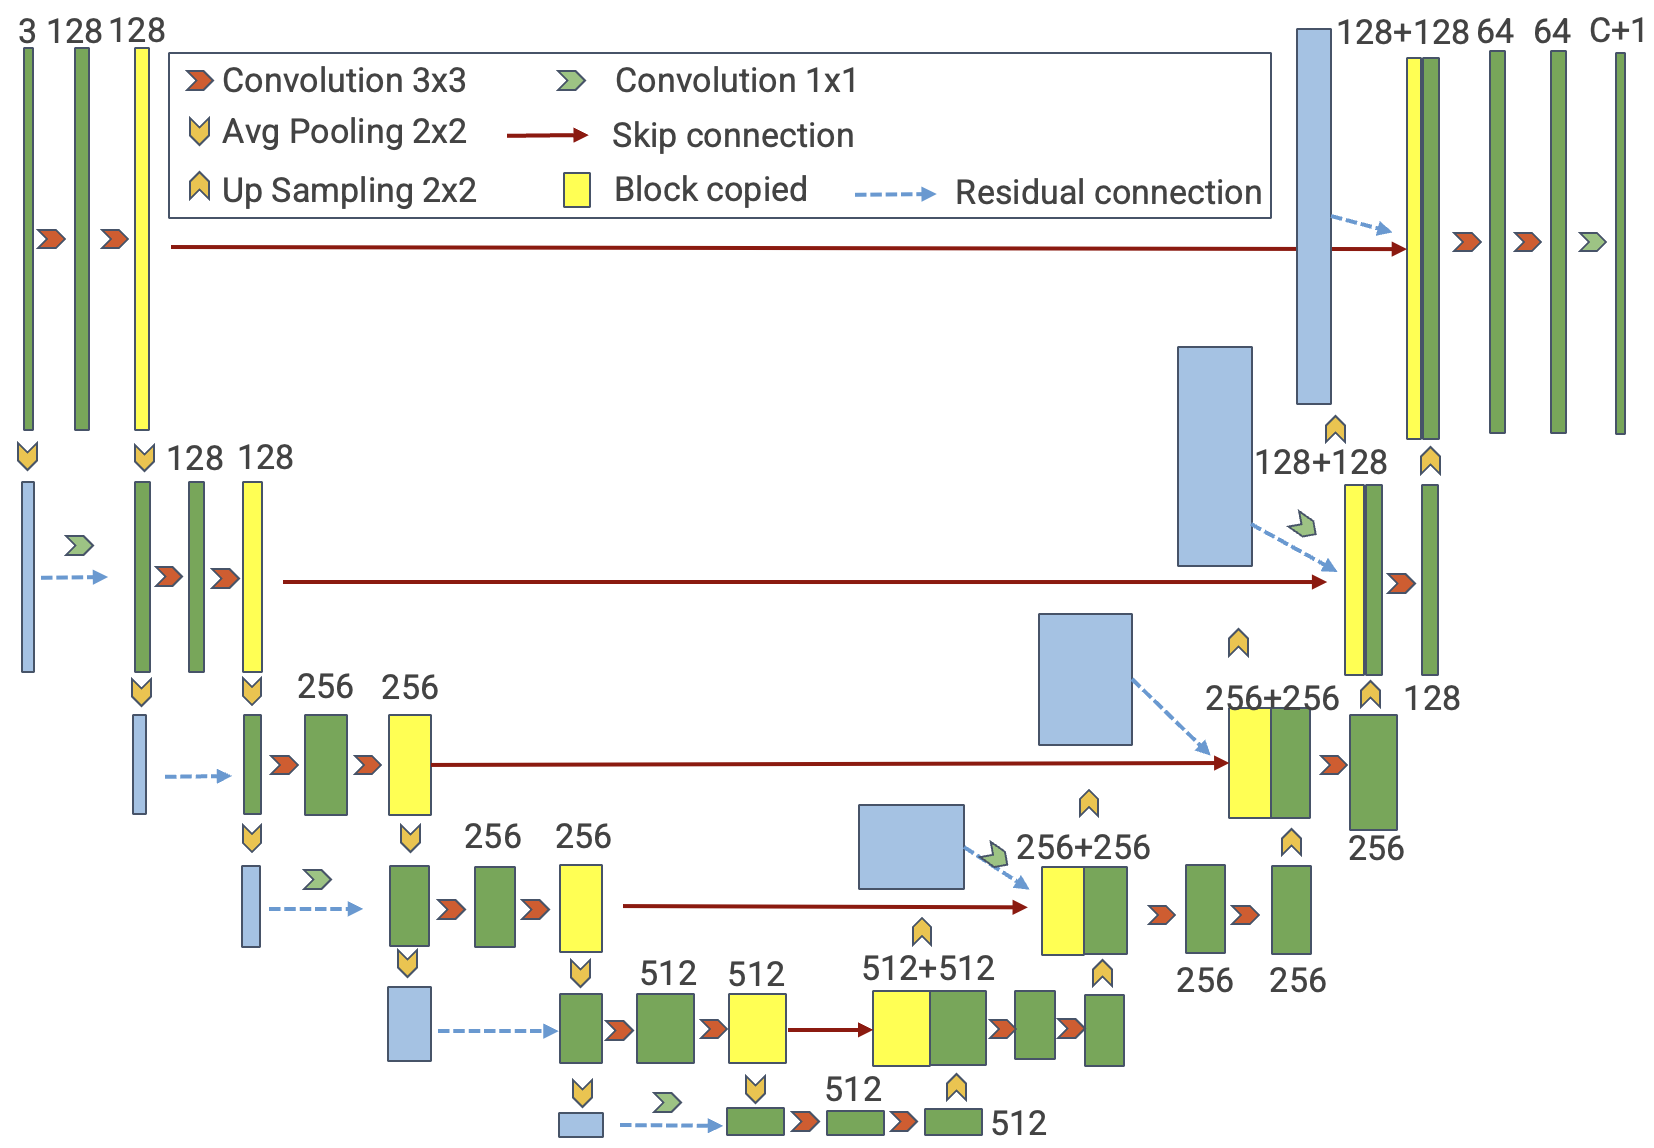 3 128 128
128+128 64 64 C+1
Convolution 3x3
Convolution 1x1
Avg Pooling 2x2
Skip connection
Up Sampling 2x2
Block copied
Residual connection
128 128
128+128
256 256
256+256
128
256 256
256+256
256
512 512
512+512
256 256
512
512